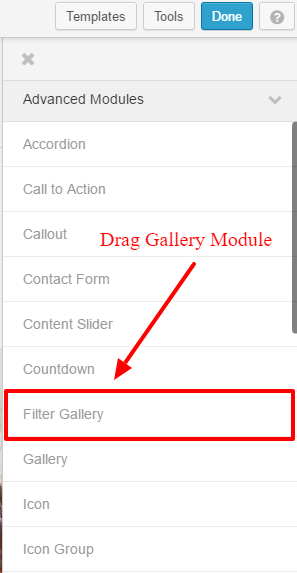 Templates Tools Done ?
Advanced Modules
Accordion
Call to Action
Callout
Drag Gallery Module
Contact Form
Content Slider
Countdown
Filter Gallery
Gallery
Icon
Icon Group